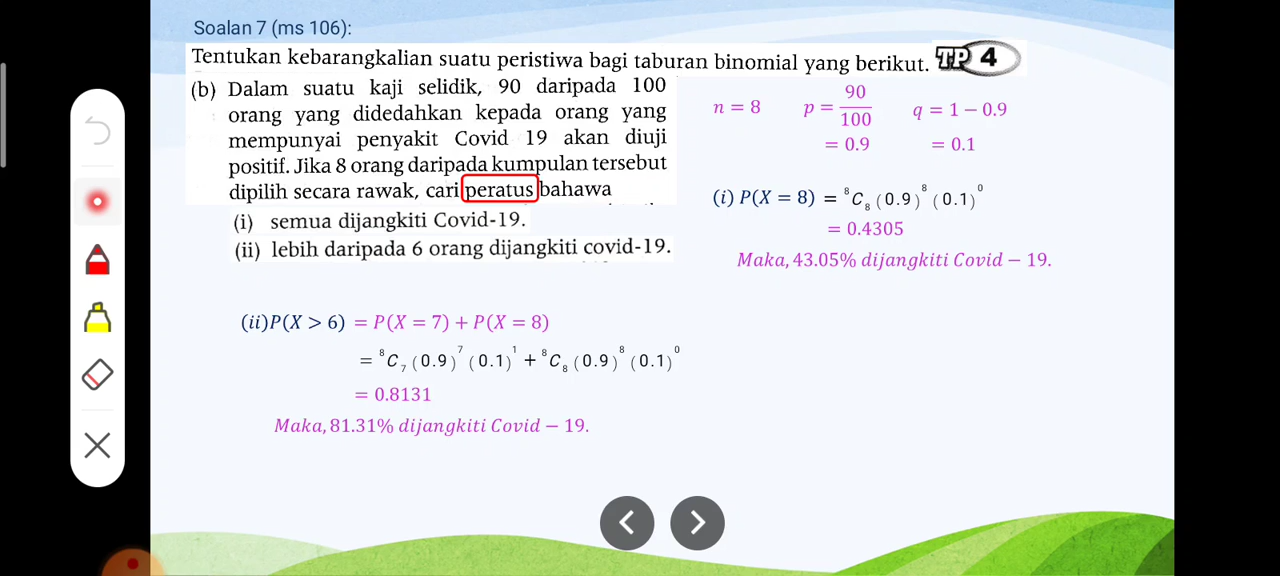 Soalan 7 (ms 106):
Tentukan kebarangkalian suatu peristiwa bagi taburan binomial yang berikut. TP 4
(b) Dalam suatu kaji selidik, 90 daripada 100
orang yang didedahkan kepada orang yang
mempunyai penyakit Covid 19 akan diuji
positif. Jika 8 orang daripada kumpulan tersebut
dipilih secara rawak, cari peratus bahawa
(i) semua dijangkiti Covid-19.
(ii) lebih daripada 6 orang dijangkiti covid-19.
n = 8 p = 90/100 q = 1 − 0.9
= 0.9 = 0.1
(i) P(X = 8) = ⁸C₈ (0.9)⁸ (0.1)⁰
= 0.4305
Maka, 43.05% dijangkiti Covid − 19.
(ii)P(X > 6) = P(X = 7) + P(X = 8)
= ⁸C₇ (0.9)⁷ (0.1)¹ + ⁸C₈ (0.9)⁸ (0.1)⁰
= 0.8131
Maka, 81.31% dijangkiti Covid − 19.